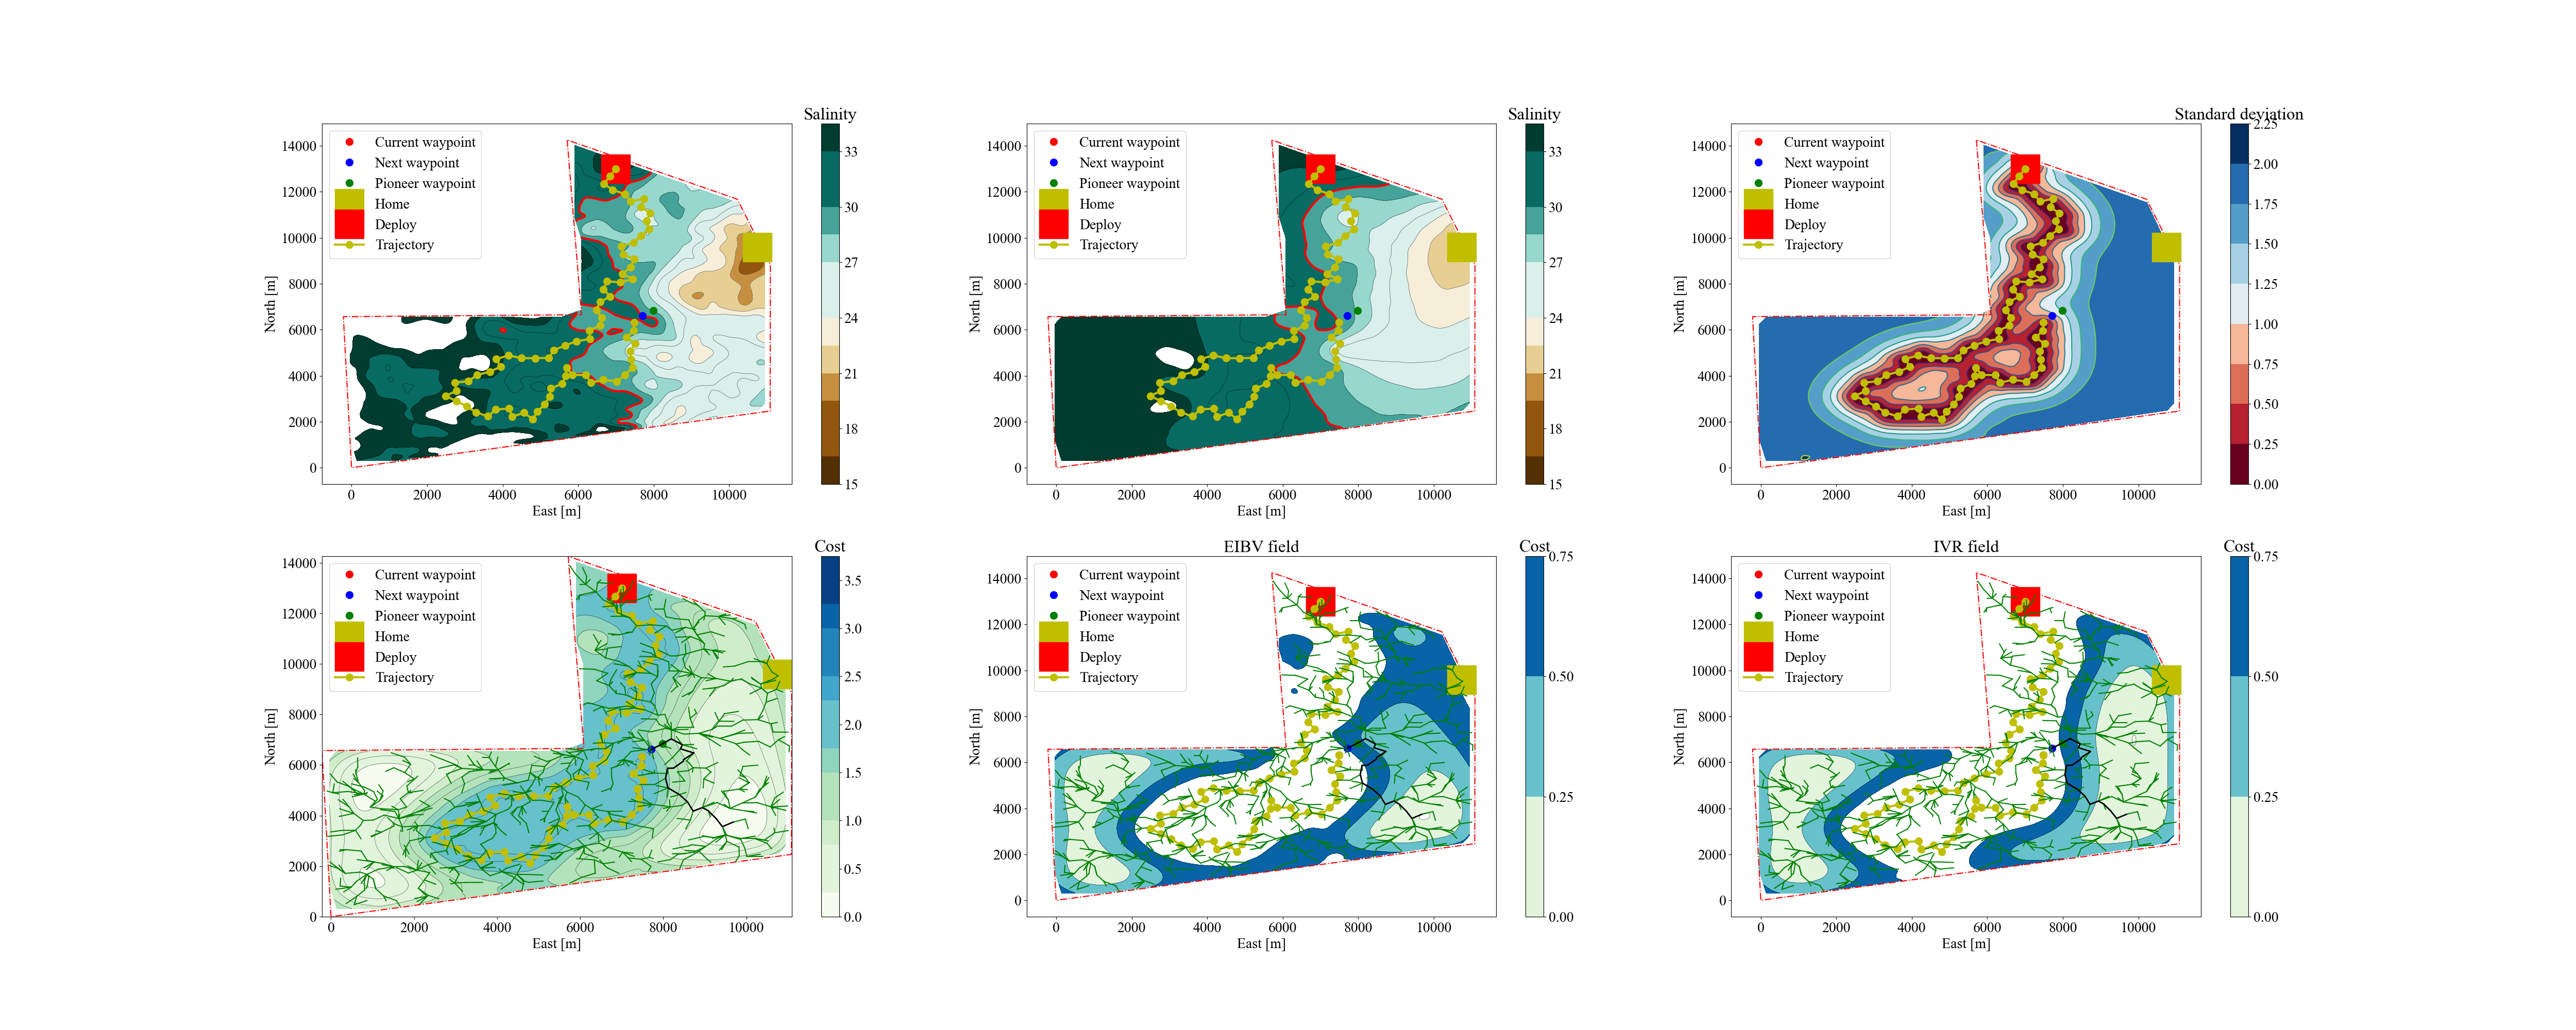 Salinity
Current waypoint
Next waypoint
Pioneer waypoint
Home
Deploy
Trajectory
14000
12000
10000
8000
6000
4000
2000
0
North [m]
0 2000 4000 6000 8000 10000
East [m]
33
30
27
24
21
18
15
Salinity
Current waypoint
Next waypoint
Pioneer waypoint
Home
Deploy
Trajectory
14000
12000
10000
8000
6000
4000
2000
0
North [m]
0 2000 4000 6000 8000 10000
East [m]
33
30
27
24
21
18
15
Standard deviation
Current waypoint
Next waypoint
Pioneer waypoint
Home
Deploy
Trajectory
14000
12000
10000
8000
6000
4000
2000
0
North [m]
0 2000 4000 6000 8000 10000
East [m]
2.25
2.00
1.75
1.50
1.25
1.00
0.75
0.50
0.25
0.00
Cost
Current waypoint
Next waypoint
Pioneer waypoint
Home
Deploy
Trajectory
14000
12000
10000
8000
6000
4000
2000
0
North [m]
0 2000 4000 6000 8000 10000
East [m]
3.5
3.0
2.5
2.0
1.5
1.0
0.5
0.0
EIBV field
Cost
Current waypoint
Next waypoint
Pioneer waypoint
Home
Deploy
Trajectory
14000
12000
10000
8000
6000
4000
2000
0
North [m]
0 2000 4000 6000 8000 10000
East [m]
0.75
0.50
0.25
0.00
IVR field
Cost
Current waypoint
Next waypoint
Pioneer waypoint
Home
Deploy
Trajectory
14000
12000
10000
8000
6000
4000
2000
0
North [m]
0 2000 4000 6000 8000 10000
East [m]
0.75
0.50
0.25
0.00